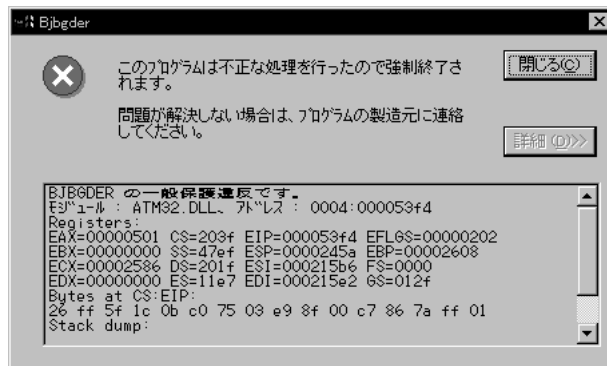 Bjbgder
このプログラムは不正な処理を行ったので強制終了さ
れます。
問題が解決しない場合は、プログラムの製造元に連絡
してください。
閉じる(C)
詳細(D)>>
BJBGDER の一般保護違反です。
モジュール : ATM32.DLL、アドレス : 0004:000053f4
Registers:
EAX=00000501 CS=203f EIP=000053f4 EFLGS=00000202
EBX=00000000 SS=47ef ESP=0000245a EBP=00002608
ECX=00002586 DS=201f ESI=000215b6 FS=0000
EDX=00000000 ES=11e7 EDI=000215e2 GS=012f
Bytes at CS:EIP:
26 ff 5f 1c 0b c0 75 03 e9 8f 00 c7 86 7a ff 01
Stack dump: